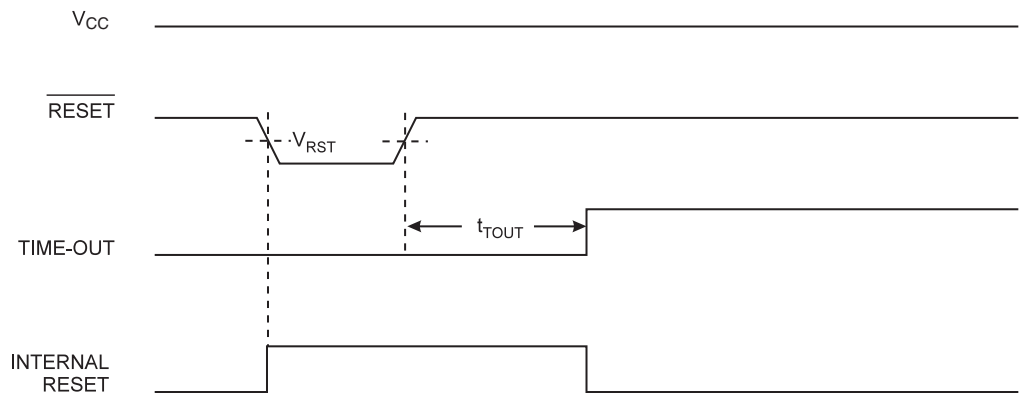 VCC
RESET
VRST
tTOUT
TIME-OUT
INTERNAL
RESET